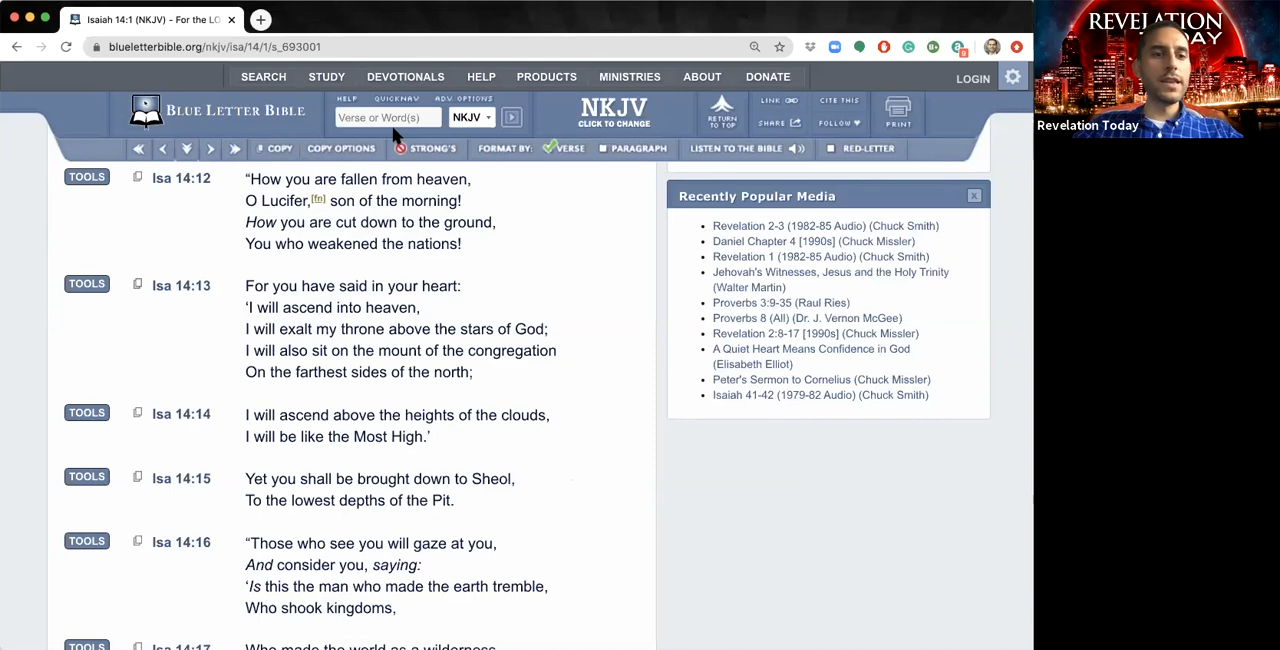 Isaiah 14:1 (NKJV) - For the LO
blueletterbible.org/nkjv/isa/14/1/s_693001
SEARCH STUDY DEVOTIONALS HELP PRODUCTS MINISTRIES ABOUT DONATE LOGIN
BLUE LETTER BIBLE
HELP QUICKNAV ADV. OPTIONS
Verse or Word(s) NKJV
NKJV
CLICK TO CHANGE
RETURN
TO TOP
LINK CITE THIS
SHARE FOLLOW
PRINT
COPY COPY OPTIONS STRONG'S FORMAT BY: VERSE PARAGRAPH LISTEN TO THE BIBLE RED-LETTER
TOOLS Isa 14:12 “How you are fallen from heaven,
O Lucifer,[fn] son of the morning!
How you are cut down to the ground,
You who weakened the nations!
TOOLS Isa 14:13 For you have said in your heart:
‘I will ascend into heaven,
I will exalt my throne above the stars of God;
I will also sit on the mount of the congregation
On the farthest sides of the north;
TOOLS Isa 14:14 I will ascend above the heights of the clouds,
I will be like the Most High.’
TOOLS Isa 14:15 Yet you shall be brought down to Sheol,
To the lowest depths of the Pit.
TOOLS Isa 14:16 “Those who see you will gaze at you,
And consider you, saying:
‘Is this the man who made the earth tremble,
Who shook kingdoms,
TOOLS Isa 14:17 Who made the world as a wilderness
Recently Popular Media x
Revelation 2-3 (1982-85 Audio) (Chuck Smith)
Daniel Chapter 4 [1990s] (Chuck Missler)
Revelation 1 (1982-85 Audio) (Chuck Smith)
Jehovah's Witnesses, Jesus and the Holy Trinity
(Walter Martin)
Proverbs 3:9-35 (Raul Ries)
Proverbs 8 (All) (Dr. J. Vernon McGee)
Revelation 2:8-17 [1990s] (Chuck Missler)
A Quiet Heart Means Confidence in God
(Elisabeth Elliot)
Peter's Sermon to Cornelius (Chuck Missler)
Isaiah 41-42 (1979-82 Audio) (Chuck Smith)
REVELATION
DAY
Revelation Today